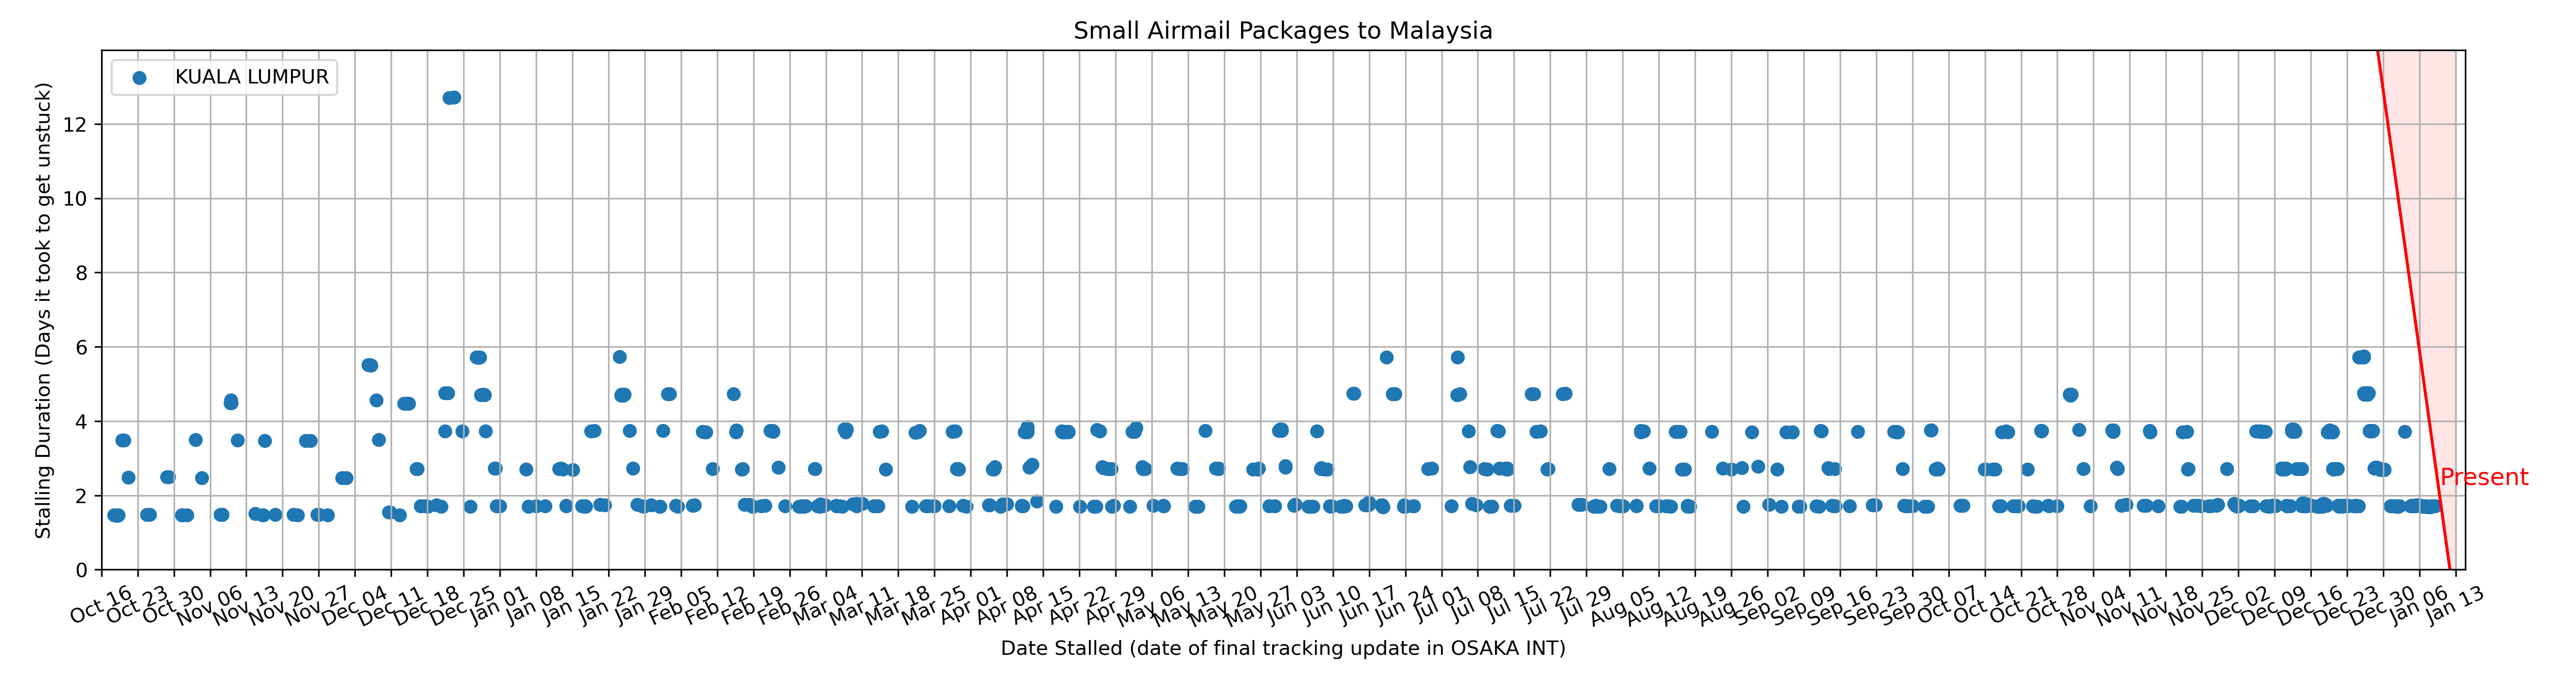 Small Airmail Packages to Malaysia
KUALA LUMPUR
Stalling Duration (Days it took to get unstuck)
12
10
8
6
4
2
0
Present
Oct 16 Oct 23 Oct 30 Nov 06 Nov 13 Nov 20 Nov 27 Dec 04 Dec 11 Dec 18 Dec 25 Jan 01 Jan 08 Jan 15 Jan 22 Jan 29 Feb 05 Feb 12 Feb 19 Feb 26 Mar 04 Mar 11 Mar 18 Mar 25 Apr 01 Apr 08 Apr 15 Apr 22 Apr 29 May 06 May 13 May 20 May 27 Jun 03 Jun 10 Jun 17 Jun 24 Jul 01 Jul 08 Jul 15 Jul 22 Jul 29 Aug 05 Aug 12 Aug 19 Aug 26 Sep 02 Sep 09 Sep 16 Sep 23 Sep 30 Oct 07 Oct 14 Oct 21 Oct 28 Nov 04 Nov 11 Nov 18 Nov 25 Dec 02 Dec 09 Dec 16 Dec 23 Dec 30 Jan 06 Jan 13
Date Stalled (date of final tracking update in OSAKA INT)